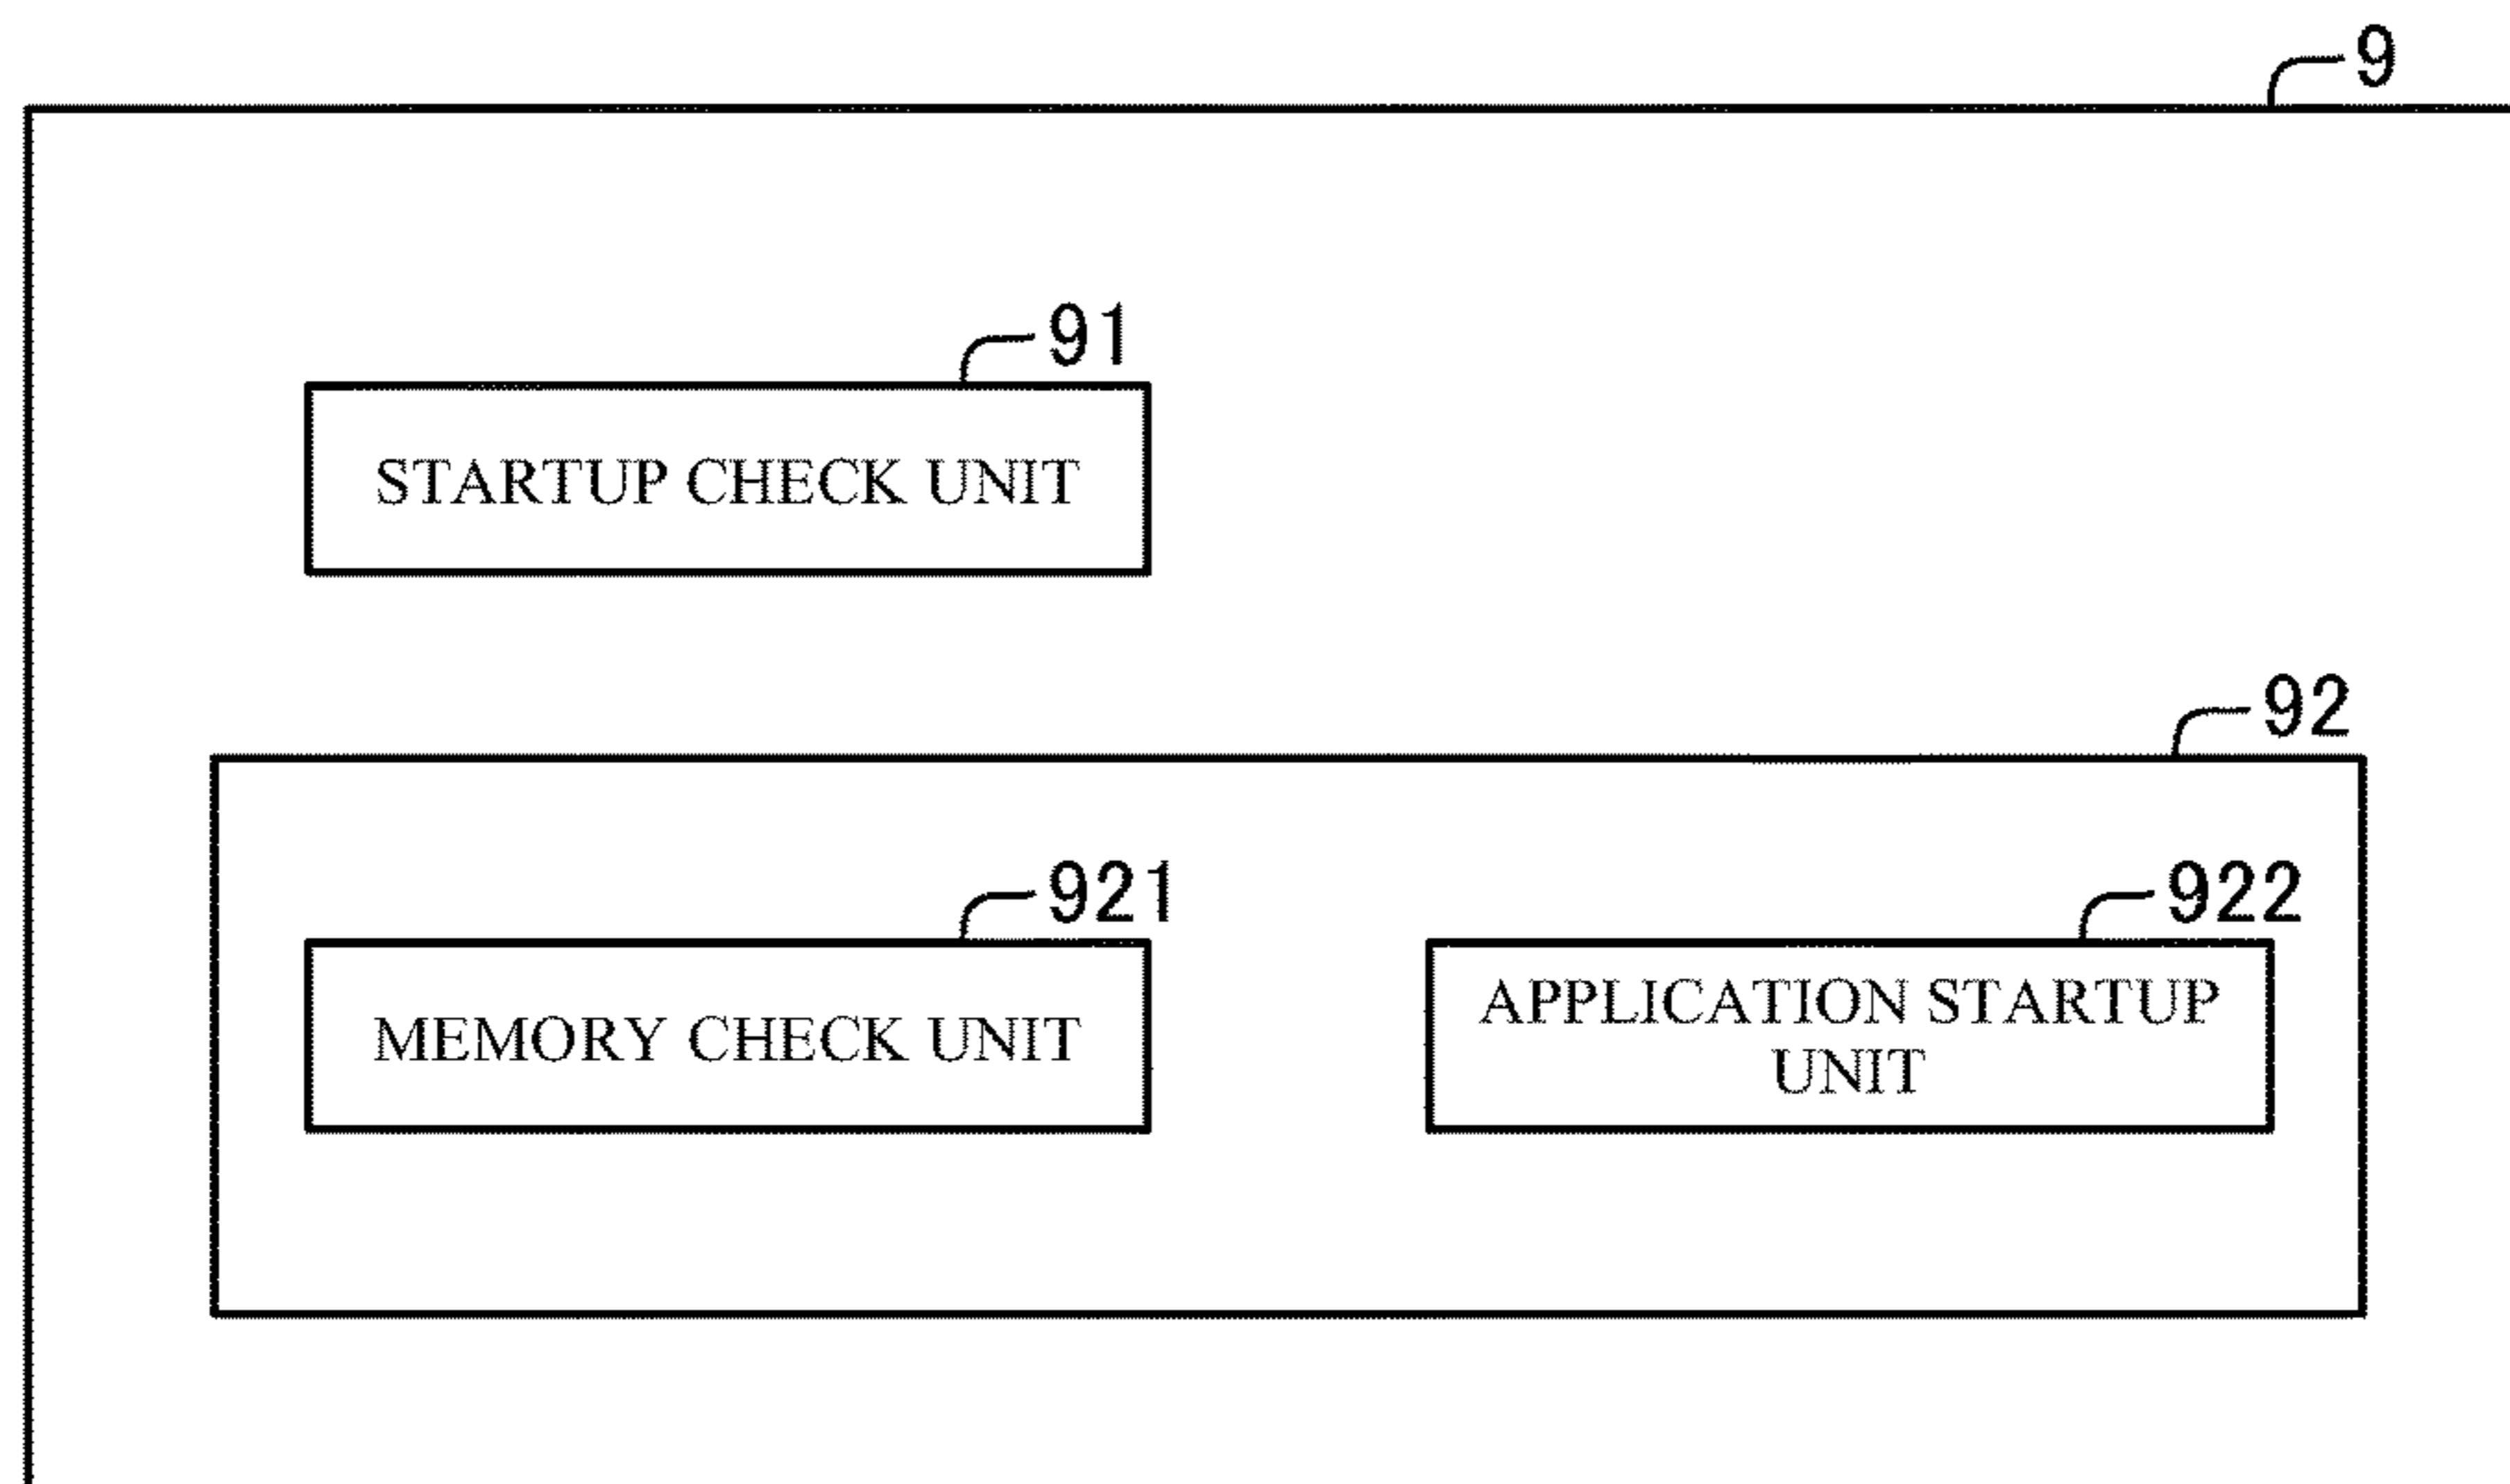 9
91
STARTUP CHECK UNIT
92
921
922
MEMORY CHECK UNIT
APPLICATION STARTUP
UNIT